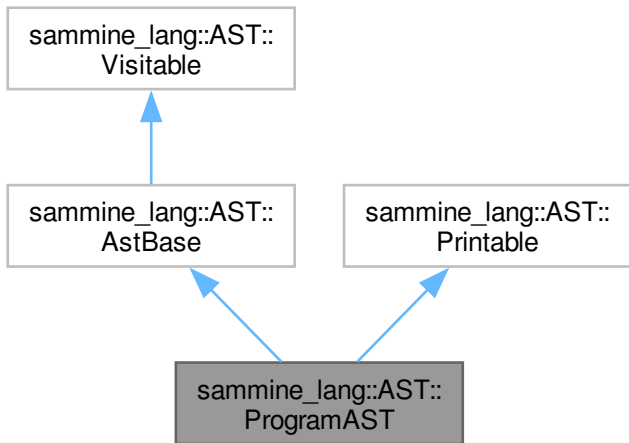 sammine_lang::AST::
Visitable
sammine_lang::AST::
AstBase
sammine_lang::AST::
Printable
sammine_lang::AST::
ProgramAST